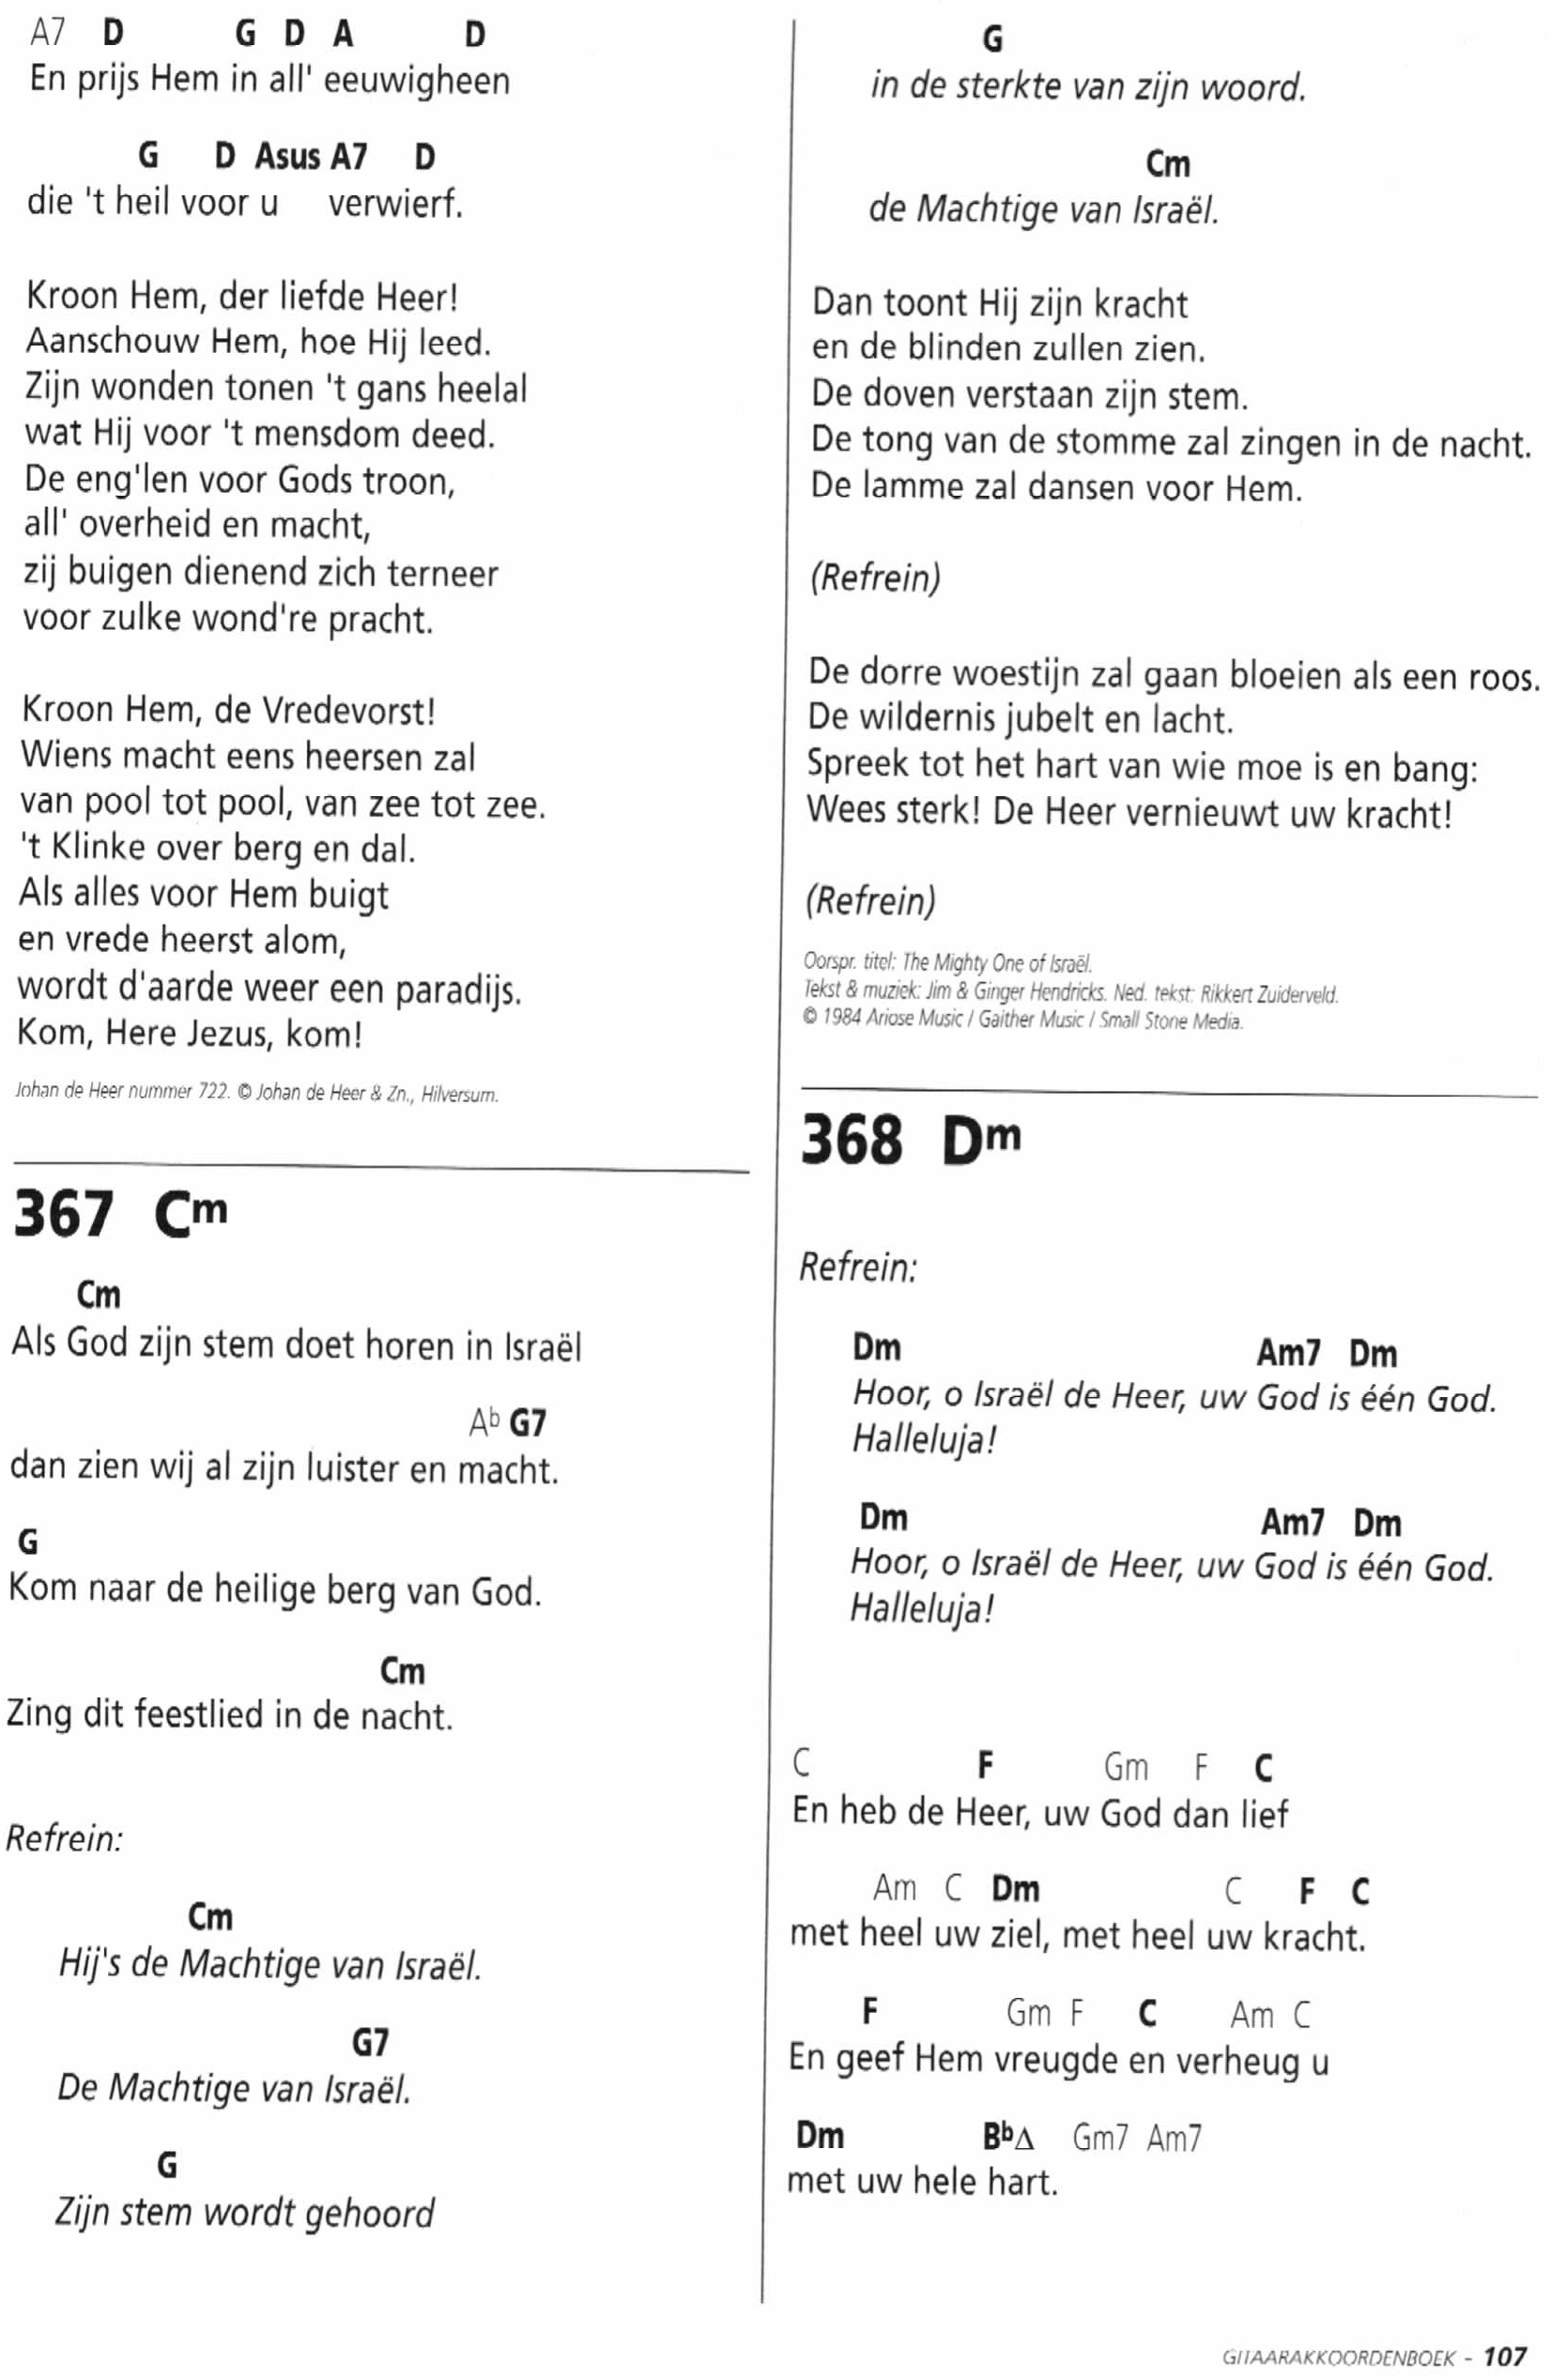 A7 D G D A D
En prijs Hem in all' eeuwigheen
G D Asus A7 D
die 't heil voor u verwierf.
Kroon Hem, der liefde Heer!
Aanschouw Hem, hoe Hij leed.
Zijn wonden tonen 't gans heelal
wat Hij voor 't mensdom deed.
De eng'len voor Gods troon,
all' overheid en macht,
zij buigen dienend zich terneer
voor zulke wond're pracht.
Kroon Hem, de Vredevorst!
Wiens macht eens heersen zal
van pool tot pool, van zee tot zee.
't Klinke over berg en dal.
Als alles voor Hem buigt
en vrede heerst alom,
wordt d'aarde weer een paradijs.
Kom, Here Jezus, kom!
Johan de Heer nummer 722. © Johan de Heer & Zn., Hilversum.
367 Cm
Cm
Als God zijn stem doet horen in Israël
Ab G7
dan zien wij al zijn luister en macht.
G
Kom naar de heilige berg van God.
Cm
Zing dit feestlied in de nacht.
Refrein:
Cm
Hij's de Machtige van Israël.
G7
De Machtige van Israël.
G
Zijn stem wordt gehoord
G
in de sterkte van zijn woord.
Cm
de Machtige van Israël.
Dan toont Hij zijn kracht
en de blinden zullen zien.
De doven verstaan zijn stem.
De tong van de stomme zal zingen in de nacht.
De lamme zal dansen voor Hem.
(Refrein)
De dorre woestijn zal gaan bloeien als een roos.
De wildernis jubelt en lacht.
Spreek tot het hart van wie moe is en bang:
Wees sterk! De Heer vernieuwt uw kracht!
(Refrein)
Oorspr. titel: The Mighty One of Israël.
Tekst & muziek: Jim & Ginger Hendricks. Ned. tekst: Rikkert Zuiderveld.
© 1984 Ariose Music / Gaither Music / Small Stone Media.
368 Dm
Refrein:
Dm Am7 Dm
Hoor, o Israël de Heer, uw God is één God.
Halleluja!
Dm Am7 Dm
Hoor, o Israël de Heer, uw God is één God.
Halleluja!
C F Gm F C
En heb de Heer, uw God dan lief
Am C Dm C F C
met heel uw ziel, met heel uw kracht.
F Gm F C Am C
En geef Hem vreugde en verheug u
Dm Bb∆ Gm7 Am7
met uw hele hart.
GITAARAKKOORDENBOEK - 107